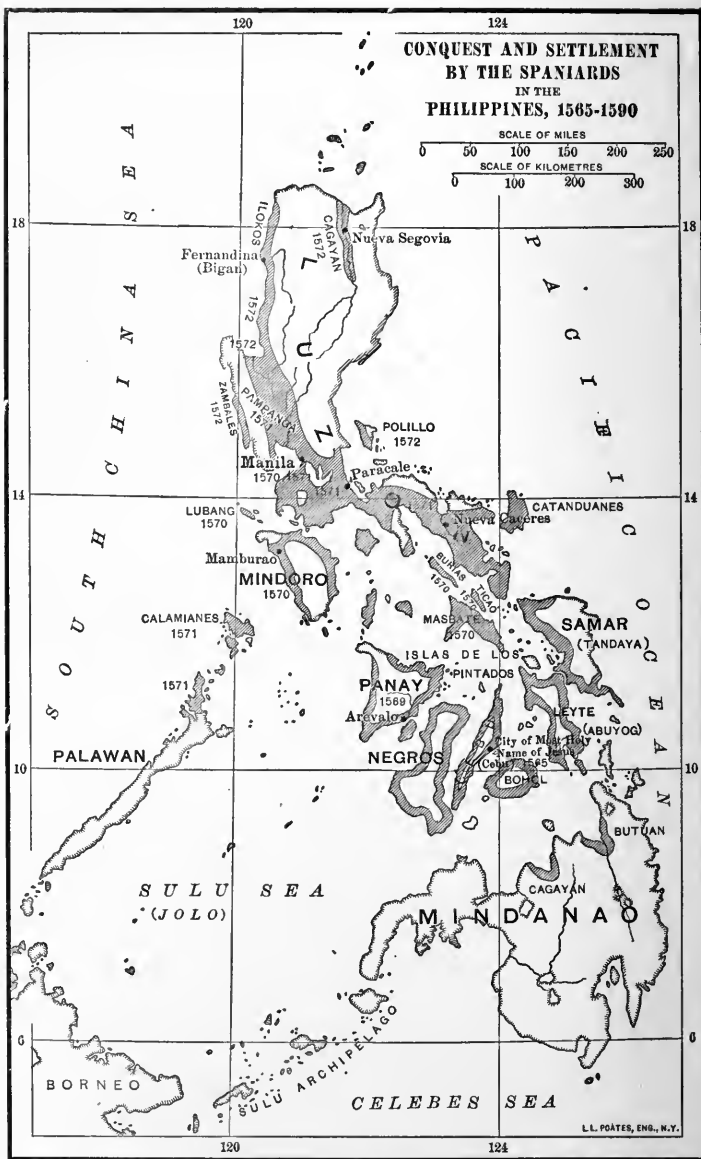 120
124
CONQUEST AND SETTLEMENT
BY THE SPANIARDS
IN THE
PHILIPPINES, 1565-1590
SCALE OF MILES
0 50 100 150 200 250
SCALE OF KILOMETRES
0 100 200 300
SOUTH CHINA SEA
PACIFIC OCEAN
18
18
ILOKOS
CAGAYAN
1572
Nueva Segovia
Fernandina
(Bigan)
LUZON
1572
1572
ZAMBALES
1572
PAMPANGA
1571
POLILLO
1572
Manila
1570
1571
Paracale
14
14
1571
CATANDUANES
Nueva Caceres
LUBANG
1570
Mamburao
MINDORO
1570
BURIAS
1570
TICAO
1570
MASBATE
1570
SAMAR
(TANDAYA)
CALAMIANES
1571
ISLAS DE LOS
PINTADOS
1571
PANAY
1569
Arevalo
LEYTE
(ABUYOG)
PALAWAN
NEGROS
City of Most Holy
Name of Jesus
(Cebu) 1565
10
10
BOHOL
BUTUAN
CAGAYAN
SULU SEA
(JOLO)
MINDANAO
6
6
SULU ARCHIPELAGO
BORNEO
CELEBES SEA
L.L. POATES, ENG., N.Y.
120
124